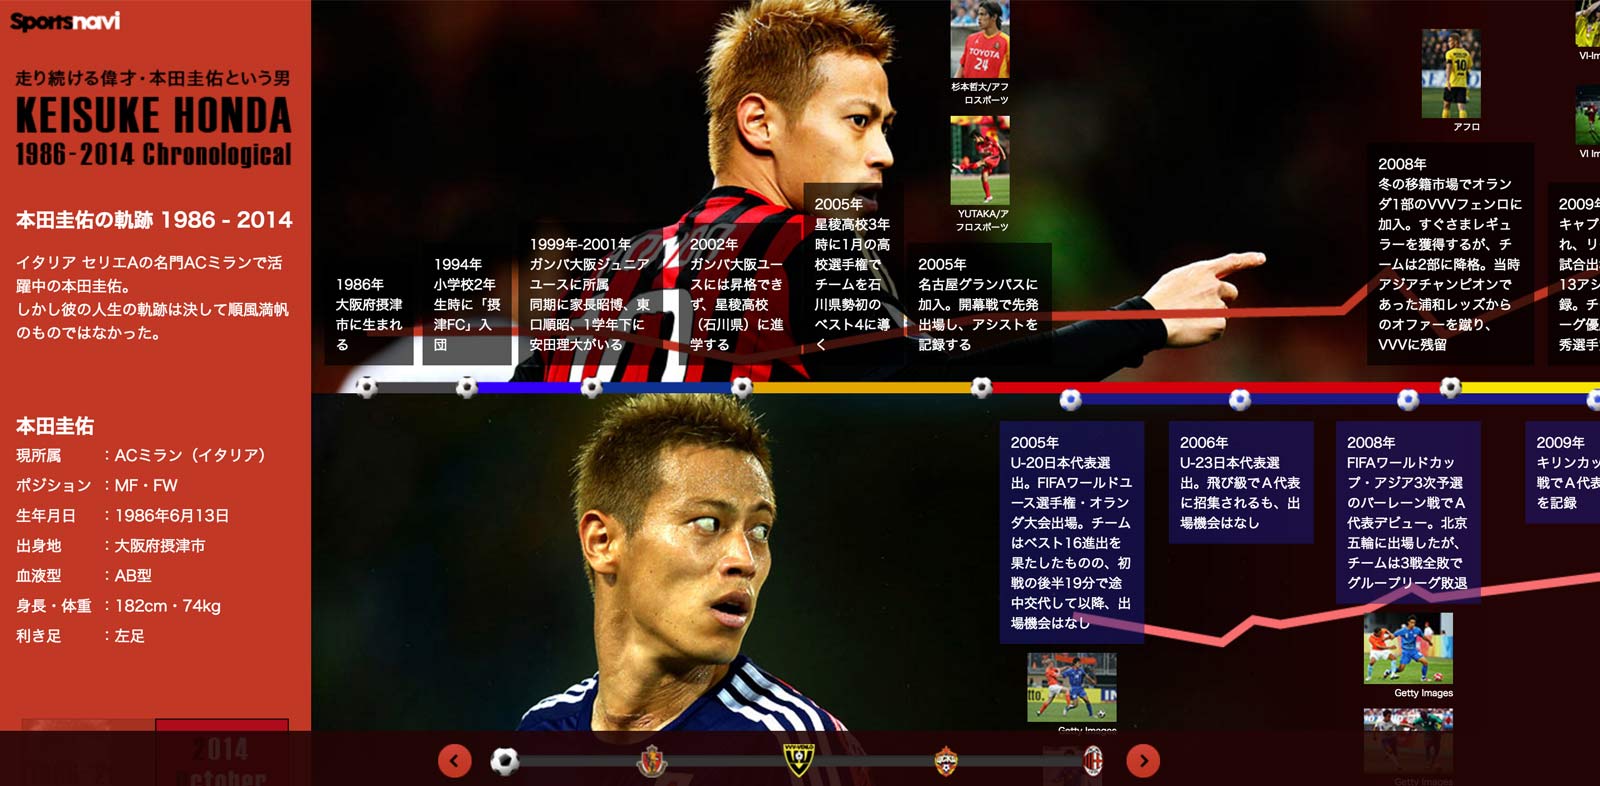 Sportsnavi
走り続ける偉才・本田圭佑という男
KEISUKE HONDA
1986-2014 Chronological
本田圭佑の軌跡 1986 - 2014
イタリア セリエAの名門ACミランで活
躍中の本田圭佑。
しかし彼の人生の軌跡は決して順風満帆
のものではなかった。
本田圭佑
現所属 ：ACミラン（イタリア）
ポジション ：MF・FW
生年月日 ：1986年6月13日
出身地 ：大阪府摂津市
血液型 ：AB型
身長・体重 ：182cm・74kg
利き足 ：左足
2014
October
1986年
大阪府摂津
市に生まれ
る
1994年
小学校2年
生時に「摂
津FC」入
団
1999年-2001年
ガンバ大阪ジュニア
ユースに所属
同期に家長昭博、東
口順昭、1学年下に
安田理大がいる
2002年
ガンバ大阪ユー
スには昇格でき
ず、星稜高校
（石川県）に進
学する
2005年
星稜高校3年
時に1月の高
校選手権で
チームを石
川県勢初の
ベスト4に導
く
TOYOTA
24
杉本哲大/アフ
ロスポーツ
YUTAKA/ア
フロスポーツ
2005年
名古屋グランパスに
加入。開幕戦で先発
出場し、アシストを
記録する
10
アフロ
2008年
冬の移籍市場でオラン
ダ1部のVVVフェンロに
加入。すぐさまレギュ
ラーを獲得するが、チ
ームは2部に降格。当時
アジアチャンピオンで
あった浦和レッズから
のオファーを蹴り、
VVVに残留
VI-Im
VI Im
2009年
キャプ
れ、リ
試合出
13アシ
録。チ
ーグ優
秀選手
2005年
U-20日本代表選
出。FIFAワールドユ
ース選手権・オラン
ダ大会出場。チーム
はベスト16進出を
果たしたものの、初
戦の後半19分で途
中交代して以降、出
場機会はなし
Getty Images
2006年
U-23日本代表選
出。飛び級でＡ代表
に招集されるも、出
場機会はなし
2008年
FIFAワールドカッ
プ・アジア3次予選
のバーレーン戦でＡ
代表デビュー。北京
五輪に出場したが、
チームは3戦全敗で
グループリーグ敗退
Getty Images
Getty Images
2009年
キリンカッ
戦でＡ代表
を記録